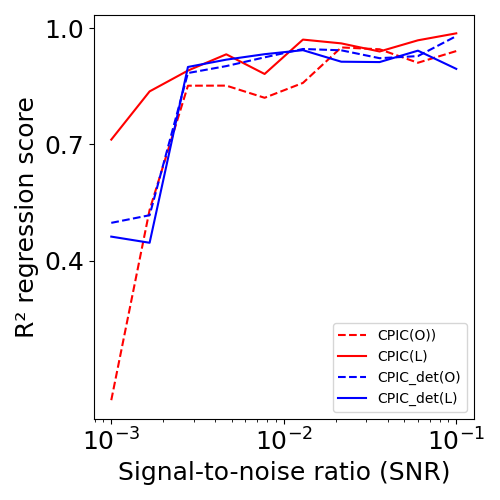 1.0
0.7
0.4
R² regression score
CPIC(O))
CPIC(L)
CPIC_det(O)
CPIC_det(L)
10⁻³
10⁻²
10⁻¹
Signal-to-noise ratio (SNR)